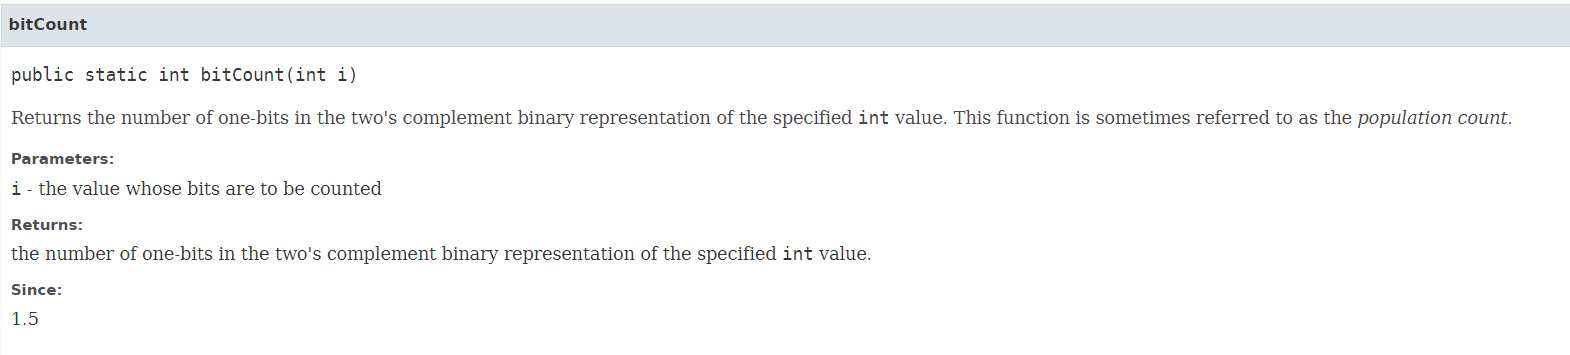 bitCount
public static int bitCount(int i)
Returns the number of one-bits in the two's complement binary representation of the specified int value. This function is sometimes referred to as the population count.
Parameters:
i - the value whose bits are to be counted
Returns:
the number of one-bits in the two's complement binary representation of the specified int value.
Since:
1.5